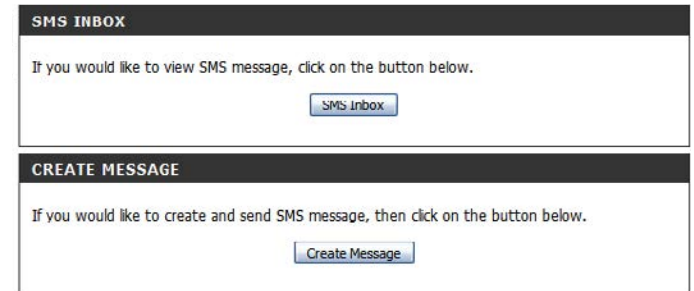 SMS INBOX
If you would like to view SMS message, click on the button below.
SMS Inbox
CREATE MESSAGE
If you would like to create and send SMS message, then click on the button below.
Create Message